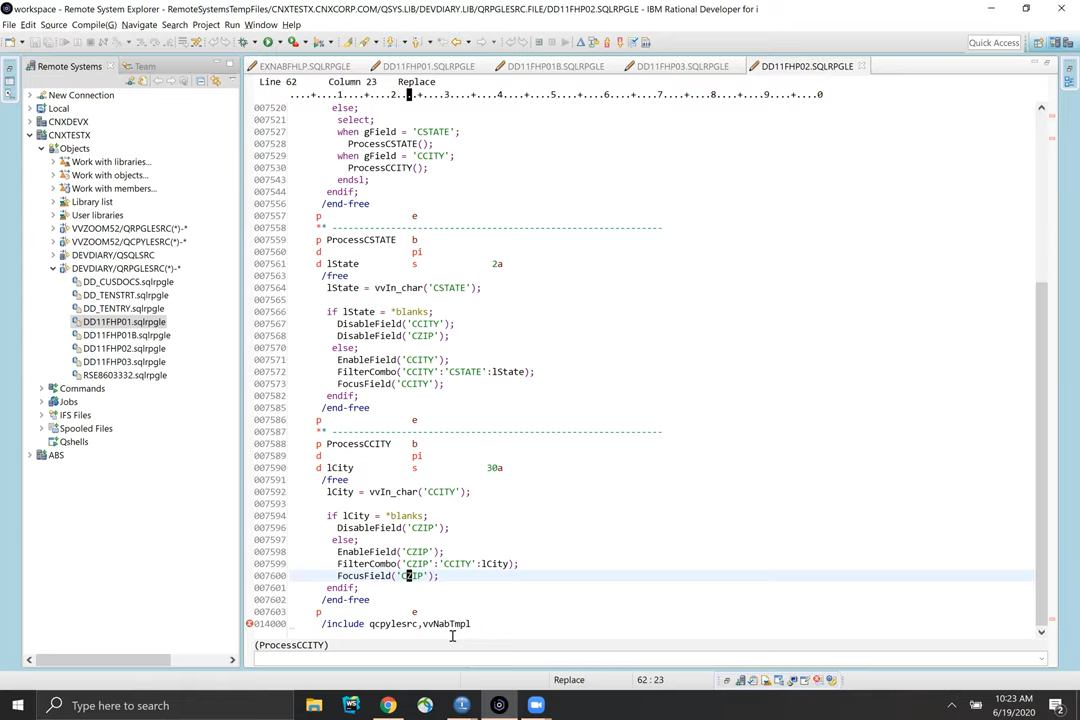 workspace - Remote System Explorer - RemoteSystemsTempFiles/CNXTESTX.CNXCORP.COM/QSYS.LIB/DEVDIARY.LIB/QRPGLESRC.FILE/DD11FHP02.SQLRPGLE - IBM Rational Developer for i
File Edit Source Compile(G) Navigate Search Project Run Window Help
Quick Access
Remote Systems
Team
EXNABFHLP.SQLRPGLE
DD11FHP01.SQLRPGLE
DD11FHP01B.SQLRPGLE
DD11FHP03.SQLRPGLE
DD11FHP02.SQLRPGLE
New Connection
Local
CNXDEVX
CNXTESTX
Objects
Work with libraries...
Work with objects...
Work with members...
Library list
User libraries
VVZOOM52/QRPGLESRC(*)-*
VVZOOM52/QCPYLESRC(*)-*
DEVDIARY/QSQLSRC
DEVDIARY/QRPGLESRC(*)-*
DD_CUSDOCS.sqlrpgle
DD_TENSTRT.sqlrpgle
DD_TENTRY.sqlrpgle
DD11FHP01.sqlrpgle
DD11FHP01B.sqlrpgle
DD11FHP02.sqlrpgle
DD11FHP03.sqlrpgle
RSE8603332.sqlrpgle
Commands
Jobs
IFS Files
Spooled Files
Qshells
ABS
Line 62 Column 23 Replace
....+....1....+....2..▮.+....3....+....4....+....5....+....6....+....7....+....8....+....9....+....0
007520 else;
007521 select;
007527 when gField = 'CSTATE';
007528 ProcessCSTATE();
007529 when gField = 'CCITY';
007530 ProcessCCITY();
007543 endsl;
007544 endif;
007556 /end-free
007557 p e
007558 ** --------------------------------------------------------------
007559 p ProcessCSTATE b
007560 d pi
007561 d lState s 2a
007563 /free
007564 lState = vvIn_char('CSTATE');
007565
007566 if lState = *blanks;
007567 DisableField('CCITY');
007568 DisableField('CZIP');
007570 else;
007571 EnableField('CCITY');
007572 FilterCombo('CCITY':'CSTATE':lState);
007573 FocusField('CCITY');
007582 endif;
007585 /end-free
007586 p e
007587 ** --------------------------------------------------------------
007588 p ProcessCCITY b
007589 d pi
007590 d lCity s 30a
/free
007592 lCity = vvIn_char('CCITY');
007594 if lCity = *blanks;
007596 DisableField('CZIP');
007597 else;
007598 EnableField('CZIP');
007599 FilterCombo('CZIP':'CCITY':lCity);
007600 FocusField('CZIP');
007601 endif;
007602 /end-free
007603 p e
014000 /include qcpylesrc,vvNabTmpl
(ProcessCCITY)
Replace 62 : 23
Type here to search
10:23 AM
6/19/2020
2